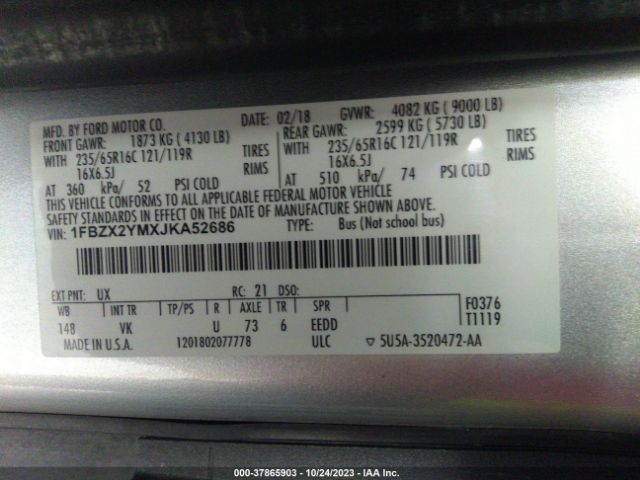 MFD. BY FORD MOTOR CO. DATE: 02/18 GVWR: 4082 KG ( 9000 LB)
FRONT GAWR: 1873 KG ( 4130 LB) REAR GAWR: 2599 KG ( 5730 LB)
WITH 235/65R16C 121/119R TIRES WITH 235/65R16C 121/119R TIRES
16X6.5J RIMS 16X6.5J RIMS
AT 360 kPa/ 52 PSI COLD AT 510 kPa/ 74 PSI COLD
THIS VEHICLE CONFORMS TO ALL APPLICABLE FEDERAL MOTOR VEHICLE
SAFETY STANDARDS IN EFFECT ON THE DATE OF MANUFACTURE SHOWN ABOVE.
VIN: 1FBZX2YMXJKA52686 TYPE: Bus (Not school bus)
EXT PNT: UX RC: 21 DSO:
WB INT TR TP/PS R AXLE TR SPR F0376
148 VK U 73 6 EEDD T1119
MADE IN U.S.A. 1201802077778 ULC ▽ 5U5A-3520472-AA
000-37865903 - 10/24/2023 - IAA Inc.